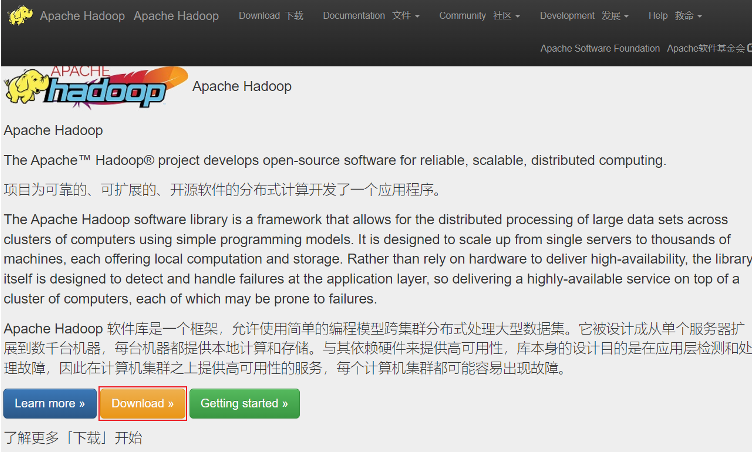 Apache Hadoop Apache Hadoop Download 下载 Documentation 文件 Community 社区 Development 发展 Help 救命
Apache Software Foundation Apache软件基金会
APACHE
hadoop
Apache Hadoop
Apache Hadoop
The Apache™ Hadoop® project develops open-source software for reliable, scalable, distributed computing.
项目为可靠的、可扩展的、开源软件的分布式计算开发了一个应用程序。
The Apache Hadoop software library is a framework that allows for the distributed processing of large data sets across
clusters of computers using simple programming models. It is designed to scale up from single servers to thousands of
machines, each offering local computation and storage. Rather than rely on hardware to deliver high-availability, the library
itself is designed to detect and handle failures at the application layer, so delivering a highly-available service on top of a
cluster of computers, each of which may be prone to failures.
Apache Hadoop 软件库是一个框架，允许使用简单的编程模型跨集群分布式处理大型数据集。它被设计成从单个服务器扩
展到数千台机器，每台机器都提供本地计算和存储。与其依赖硬件来提供高可用性，库本身的设计目的是在应用层检测和处
理故障，因此在计算机集群之上提供高可用性的服务，每个计算机集群都可能容易出现故障。
Learn more » Download » Getting started »
了解更多「下载」开始